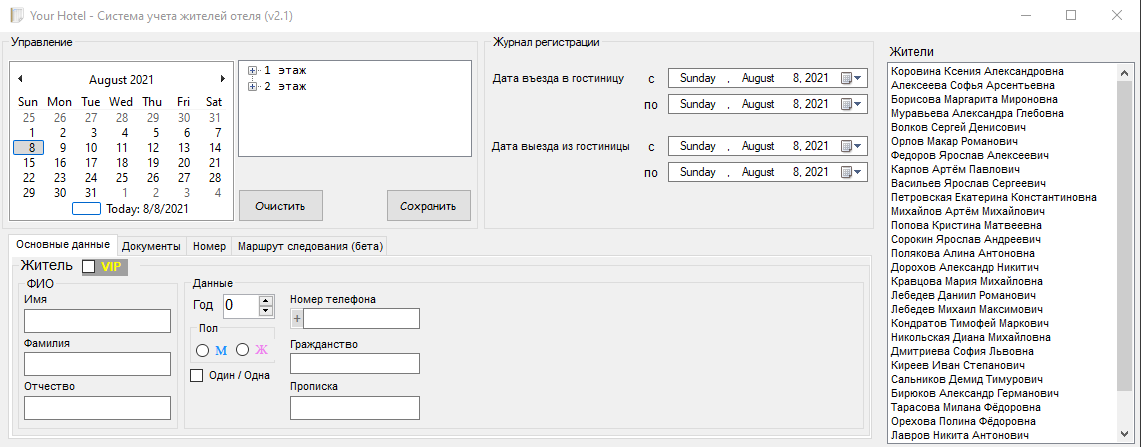 Your Hotel - Система учета жителей отеля (v2.1)
Управление
August 2021
Sun Mon Tue Wed Thu Fri Sat
25 26 27 28 29 30 31
1 2 3 4 5 6 7
8 9 10 11 12 13 14
15 16 17 18 19 20 21
22 23 24 25 26 27 28
29 30 31 1 2 3 4
Today: 8/8/2021
1 этаж
2 этаж
Очистить
Сохранить
Журнал регистрации
Дата въезда в гостиницу с Sunday , August 8, 2021
по Sunday , August 8, 2021
Дата выезда из гостиницы с Sunday , August 8, 2021
по Sunday , August 8, 2021
Основные данные Документы Номер Маршрут следования (бета)
Житель VIP
ФИО
Имя
Фамилия
Отчество
Данные
Год 0
Пол
М Ж
Один / Одна
Номер телефона
+
Гражданство
Прописка
Жители
Коровина Ксения Александровна
Алексеева Софья Арсентьевна
Борисова Маргарита Мироновна
Муравьева Александра Глебовна
Волков Сергей Денисович
Орлов Макар Романович
Федоров Ярослав Алексеевич
Карпов Артём Павлович
Васильев Ярослав Сергеевич
Петровская Екатерина Константиновна
Михайлов Артём Михайлович
Попова Кристина Матвеевна
Сорокин Ярослав Андреевич
Полякова Алина Антоновна
Дорохов Александр Никитич
Кравцова Мария Михайловна
Лебедев Даниил Романович
Лебедев Михаил Максимович
Кондратов Тимофей Маркович
Никольская Диана Михайловна
Дмитриева София Львовна
Киреев Иван Степанович
Сальников Демид Тимурович
Бирюков Александр Германович
Тарасова Милана Фёдоровна
Орехова Полина Фёдоровна
Лавров Никита Антонович